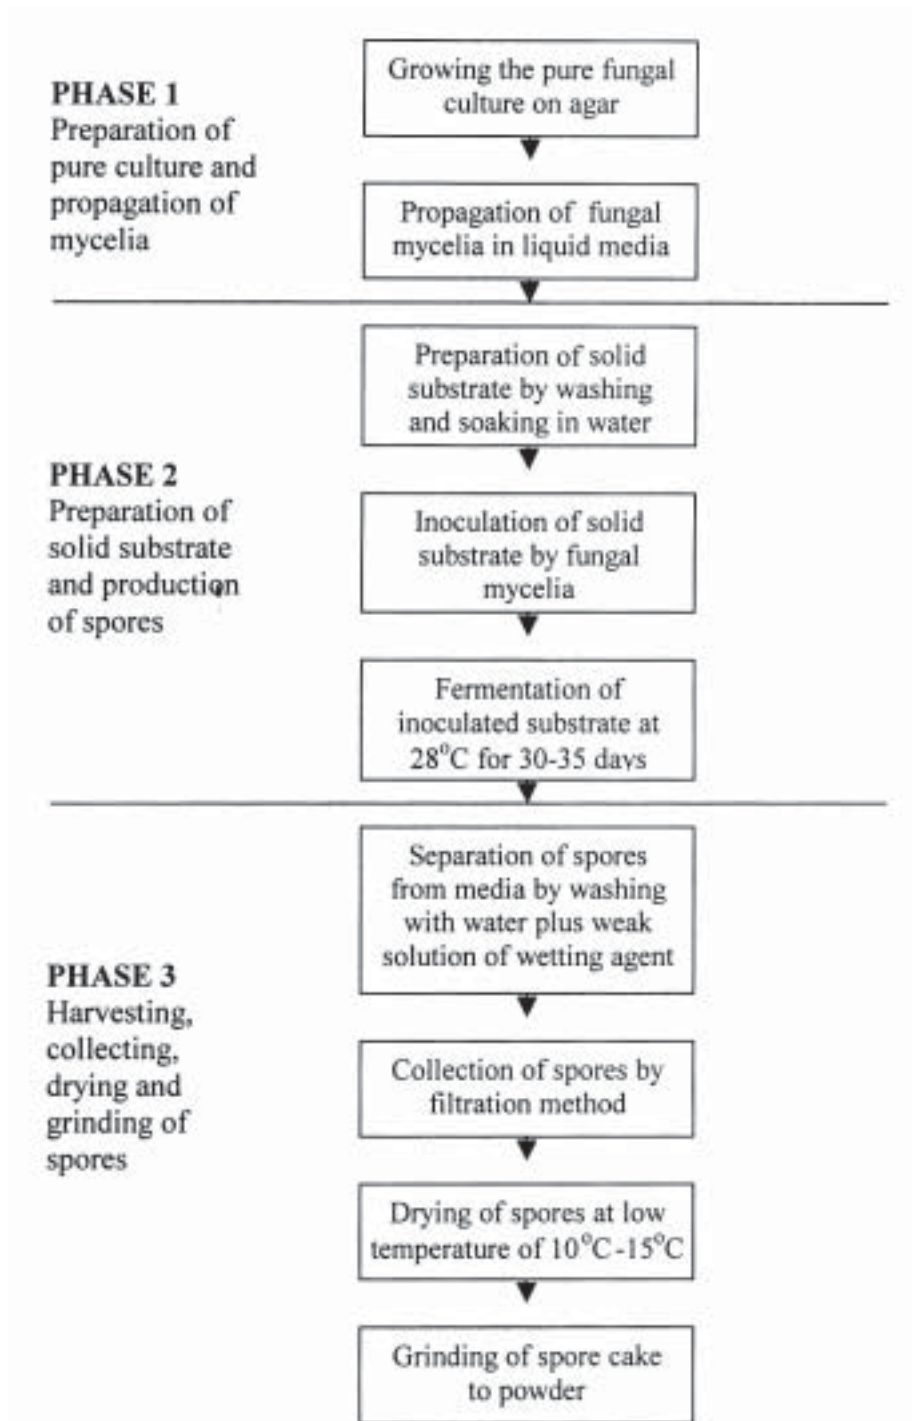 PHASE 1
Preparation of
pure culture and
propagation of
mycelia
Growing the pure fungal
culture on agar
Propagation of fungal
mycelia in liquid media
PHASE 2
Preparation of
solid substrate
and production
of spores
Preparation of solid
substrate by washing
and soaking in water
Inoculation of solid
substrate by fungal
mycelia
Fermentation of
inoculated substrate at
28°C for 30-35 days
PHASE 3
Harvesting,
collecting,
drying and
grinding of
spores
Separation of spores
from media by washing
with water plus weak
solution of wetting agent
Collection of spores by
filtration method
Drying of spores at low
temperature of 10°C-15°C
Grinding of spore cake
to powder